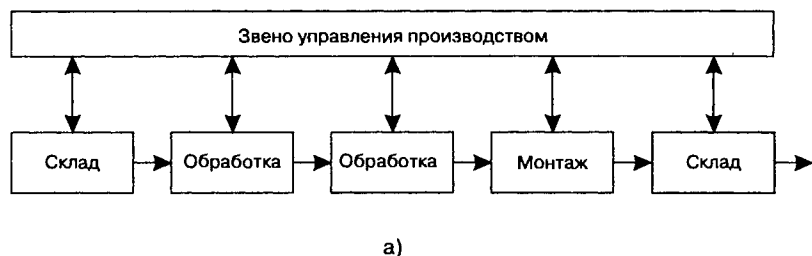 Звено управления производством
Склад
Обработка
Обработка
Монтаж
Склад
а)